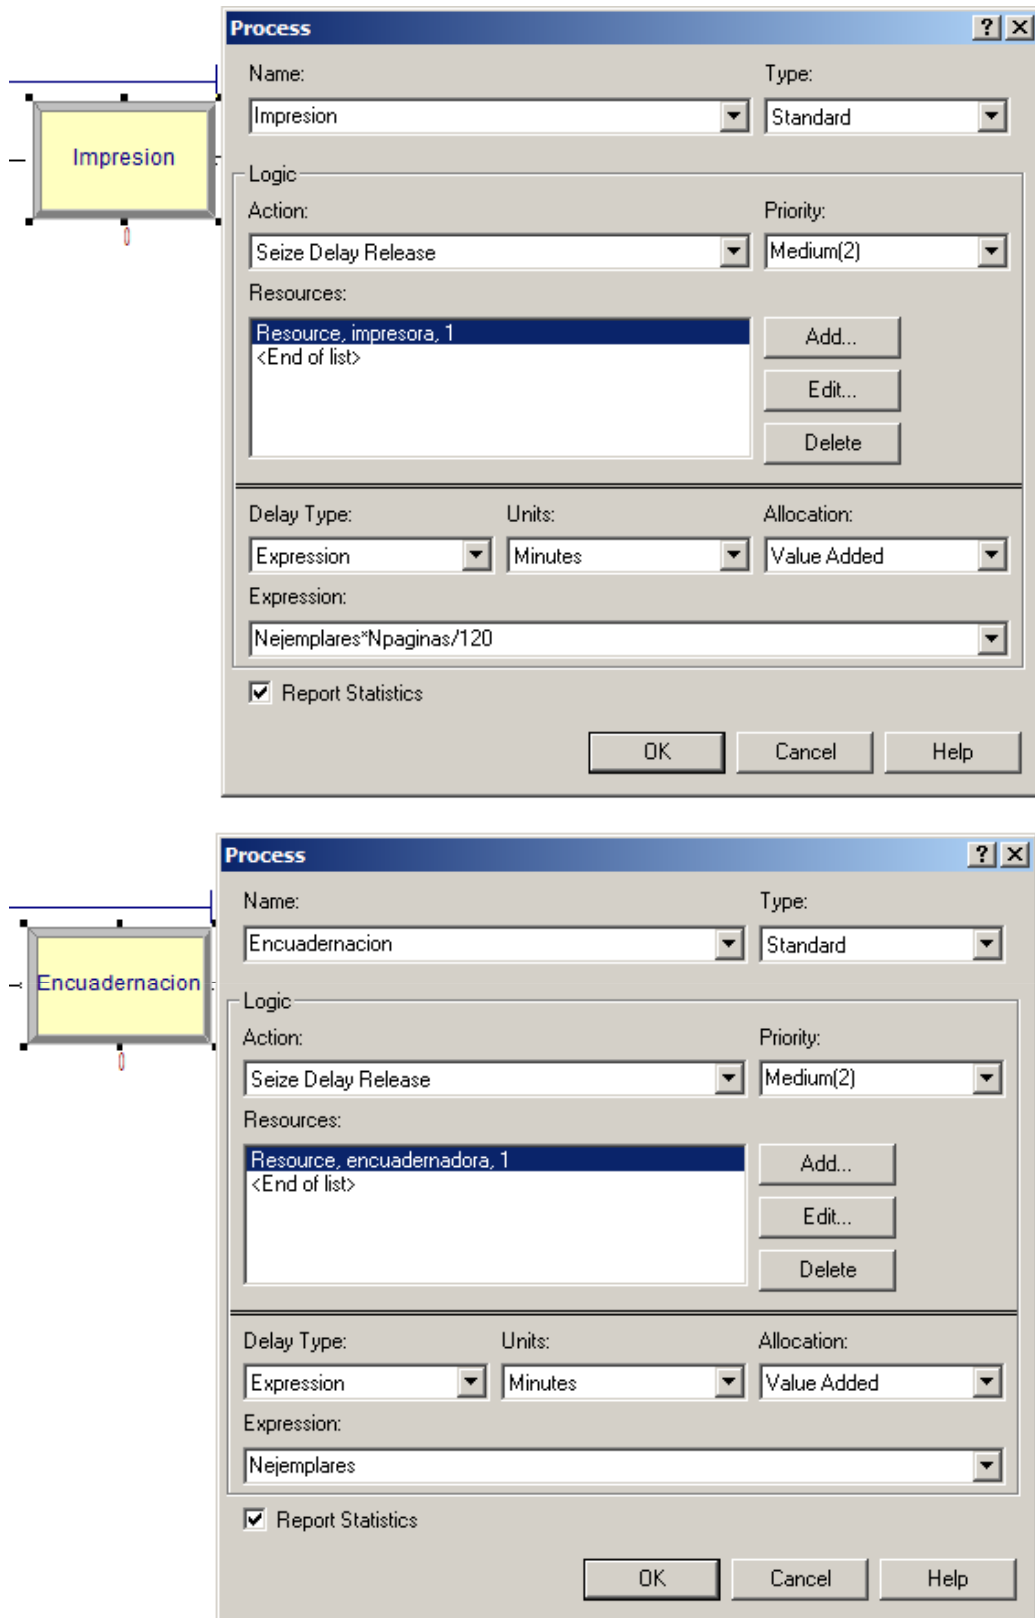 Process
Name:
Type:
Impresion
Standard
Impresion
Logic
Action:
Priority:
Seize Delay Release
Medium(2)
0
Resources:
Resource, impresora, 1
<End of list>
Add...
Edit...
Delete
Delay Type:
Units:
Allocation:
Expression
Minutes
Value Added
Expression:
Nejemplares*Npaginas/120
Report Statistics
OK
Cancel
Help
Process
Name:
Type:
Encuadernacion
Standard
Encuadernacion
Logic
Action:
Priority:
Seize Delay Release
Medium(2)
0
Resources:
Resource, encuadernadora, 1
<End of list>
Add...
Edit...
Delete
Delay Type:
Units:
Allocation:
Expression
Minutes
Value Added
Expression:
Nejemplares
Report Statistics
OK
Cancel
Help